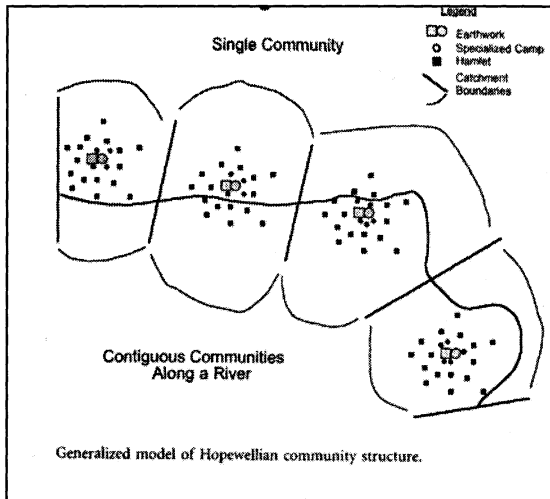 Legend
Single Community
Earthwork
Specialized Camp
Hamlet
Catchment
Boundaries
Contiguous Communities
Along a River
Generalized model of Hopewellian community structure.